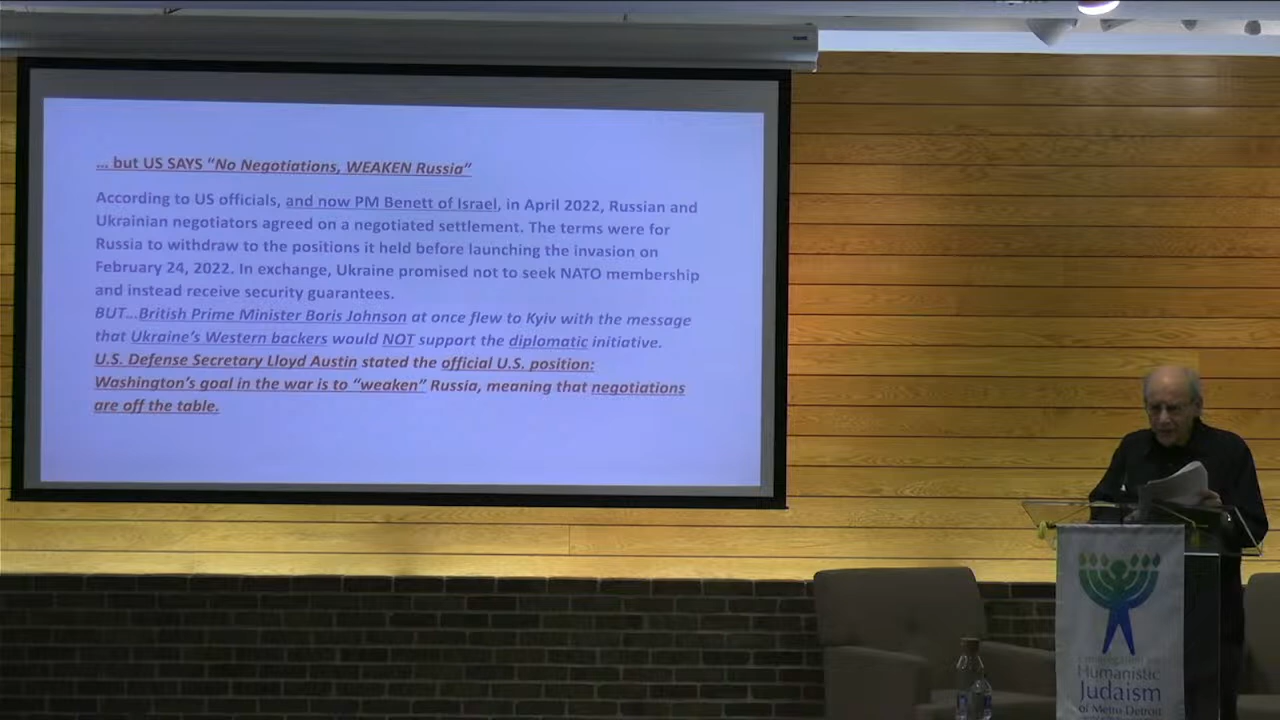 ... but US SAYS “No Negotiations, WEAKEN Russia”
According to US officials, and now PM Benett of Israel, in April 2022, Russian and
Ukrainian negotiators agreed on a negotiated settlement. The terms were for
Russia to withdraw to the positions it held before launching the invasion on
February 24, 2022. In exchange, Ukraine promised not to seek NATO membership
and instead receive security guarantees.
BUT...British Prime Minister Boris Johnson at once flew to Kyiv with the message
that Ukraine’s Western backers would NOT support the diplomatic initiative.
U.S. Defense Secretary Lloyd Austin stated the official U.S. position:
Washington’s goal in the war is to “weaken” Russia, meaning that negotiations
are off the table.
Humanistic
Judaism
of Metro Detroit